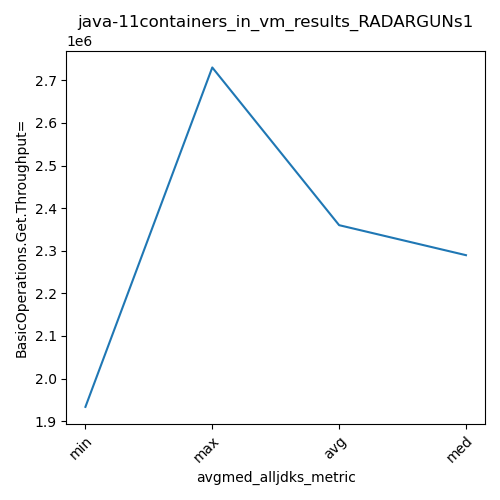 java-11containers_in_vm_results_RADARGUNs1
1e6
2.7
2.6
2.5
2.4
2.3
2.2
2.1
2.0
1.9
BasicOperations.Get.Throughput=
min
max
avg
med
avgmed_alljdks_metric